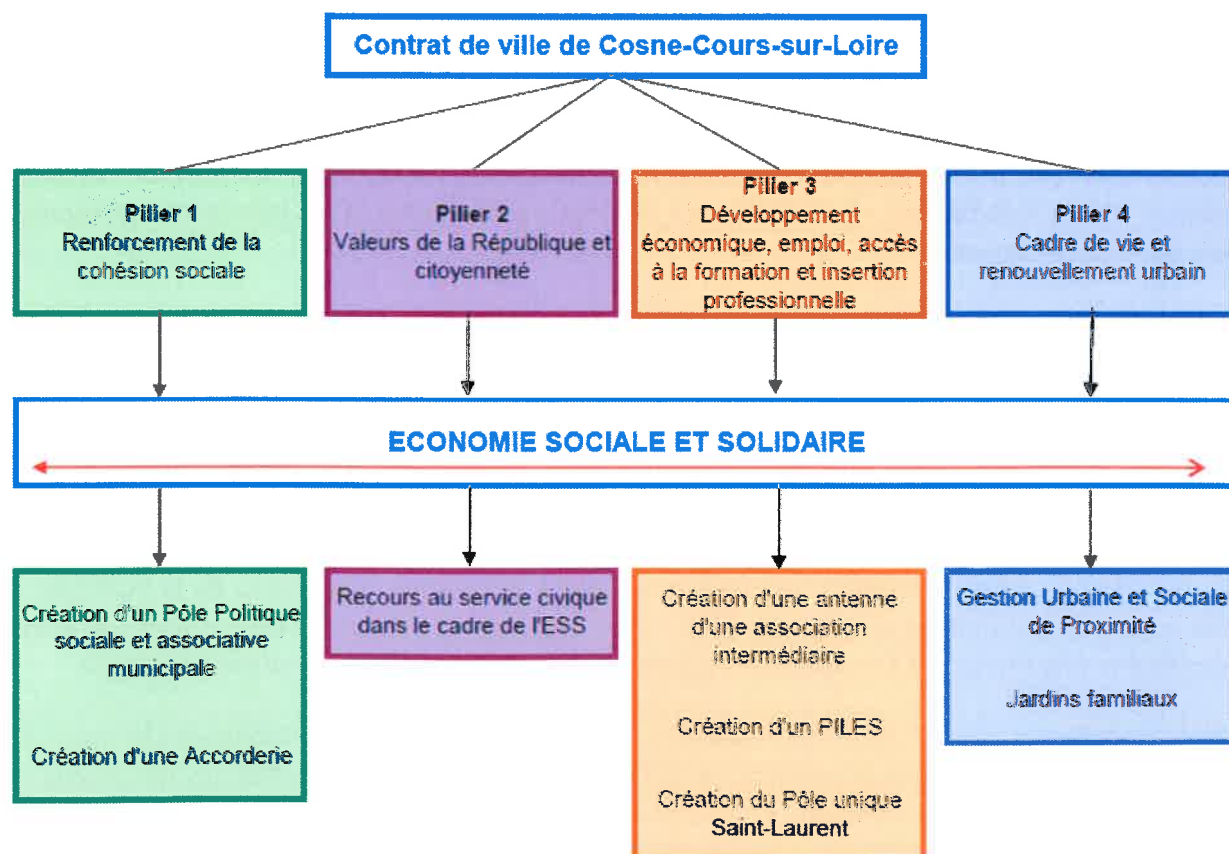 Contrat de ville de Cosne-Cours-sur-Loire
Pilier 1
Renforcement de la
cohésion sociale
Pilier 2
Valeurs de la République et
citoyenneté
Pilier 3
Développement
économique, emploi, accès
à la formation et insertion
professionnelle
Pilier 4
Cadre de vie et
renouvellement urbain
ECONOMIE SOCIALE ET SOLIDAIRE
Création d'un Pôle Politique
sociale et associative
municipale
Création d'une Accorderie
Recours au service civique
dans le cadre de l'ESS
Création d'une antenne
d'une association
intermédiaire
Création d'un PILES
Création du Pôle unique
Saint-Laurent
Gestion Urbaine et Sociale
de Proximité
Jardins familiaux